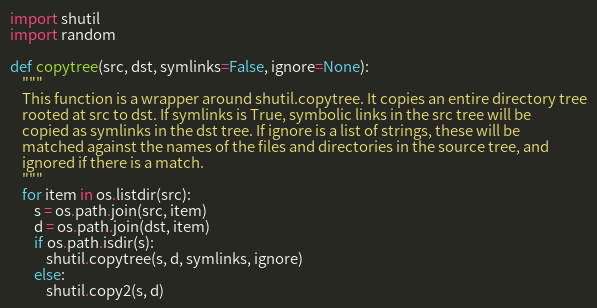 import shutil
import random

def copytree(src, dst, symlinks=False, ignore=None):
    """
    This function is a wrapper around shutil.copytree. It copies an entire directory tree
    rooted at src to dst. If symlinks is True, symbolic links in the src tree will be
    copied as symlinks in the dst tree. If ignore is a list of strings, these will be
    matched against the names of the files and directories in the source tree, and
    ignored if there is a match.
    """
    for item in os.listdir(src):
        s = os.path.join(src, item)
        d = os.path.join(dst, item)
        if os.path.isdir(s):
            shutil.copytree(s, d, symlinks, ignore)
        else:
            shutil.copy2(s, d)